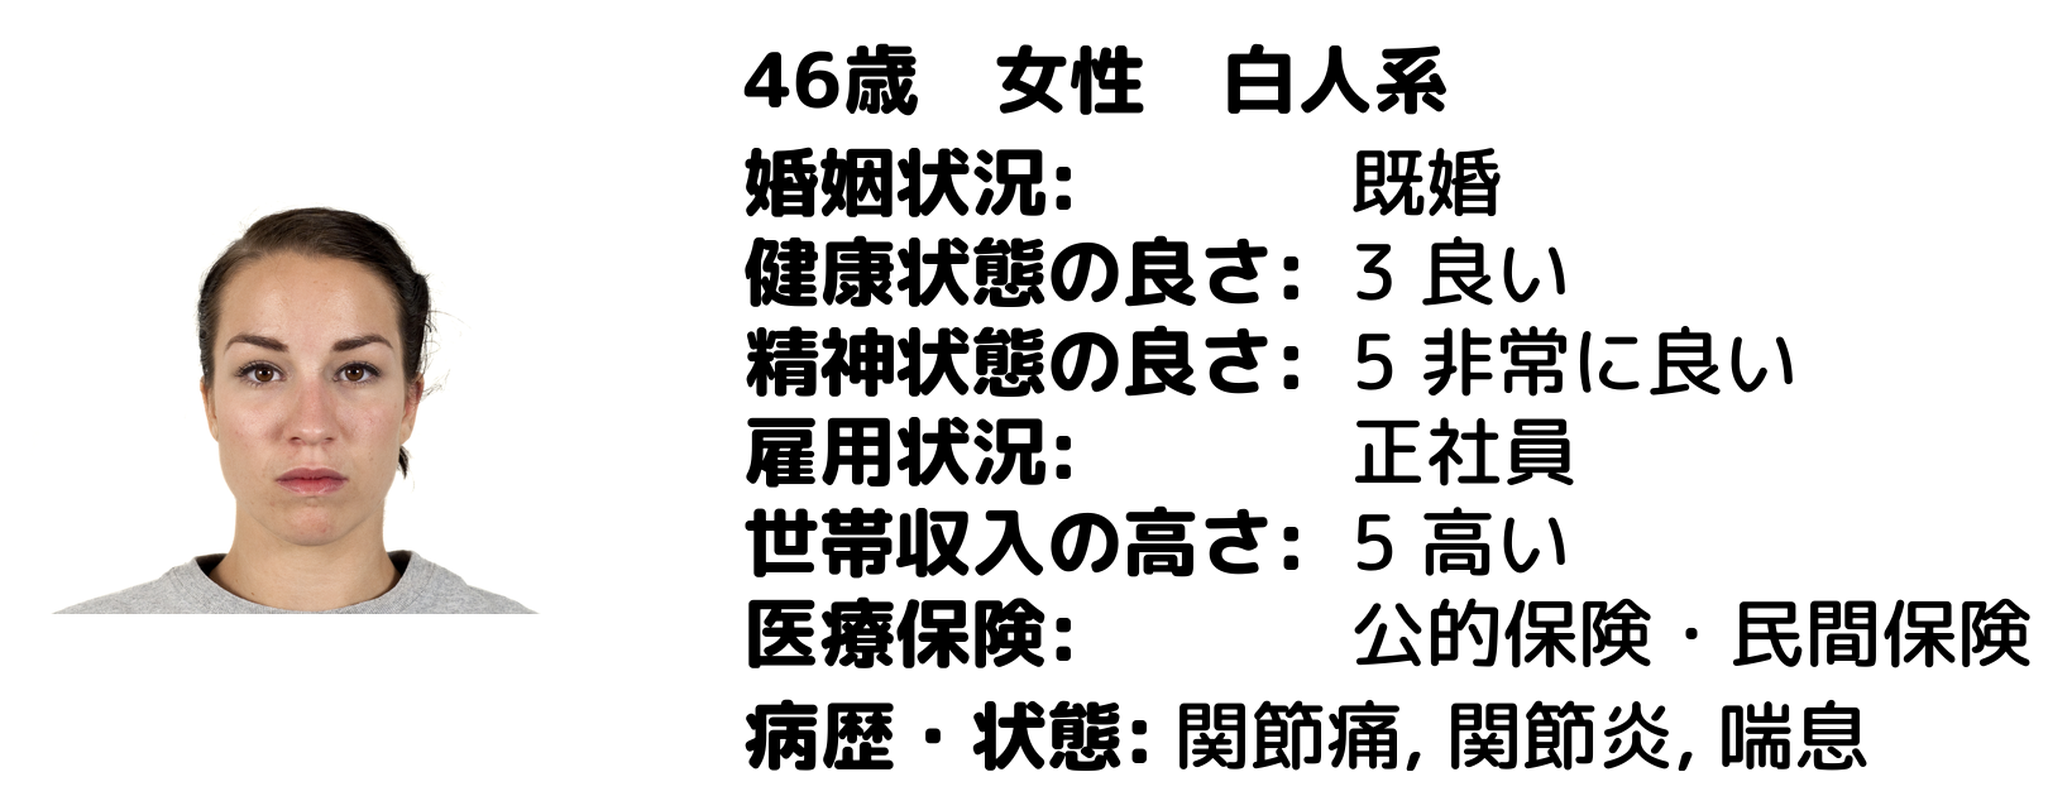 46歳　女性　白人系
婚姻状況: 既婚
健康状態の良さ: 3 良い
精神状態の良さ: 5 非常に良い
雇用状況: 正社員
世帯収入の高さ: 5 高い
医療保険: 公的保険・民間保険
病歴・状態: 関節痛, 関節炎, 喘息